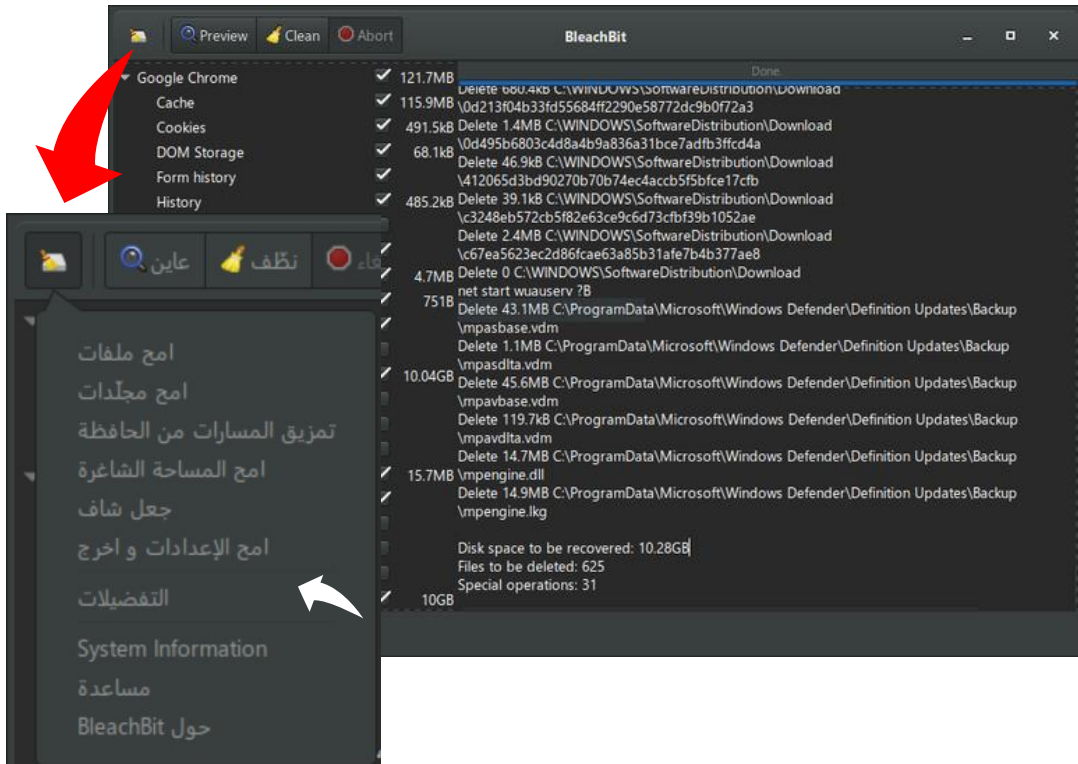 Preview Clean Abort BleachBit
Google Chrome 121.7MB
Cache 115.9MB
Cookies 491.5kB
DOM Storage 68.1kB
Form history
History 485.2kB
4.7MB
751B
10.04GB
15.7MB
10GB
Done.
Delete 680.4kB C:\WINDOWS\SoftwareDistribution\Download
\0d213f04b33fd55684ff2290e58772dc9b0f72a3
Delete 1.4MB C:\WINDOWS\SoftwareDistribution\Download
\0d495b6803c4d8a4b9a836a31bce7adfb3ffcd4a
Delete 46.9kB C:\WINDOWS\SoftwareDistribution\Download
\412065d3bd90270b70b74ec4accb5f5bfce17cfb
Delete 39.1kB C:\WINDOWS\SoftwareDistribution\Download
\c3248eb572cb5f82e63ce9c6d73cfbf39b1052ae
Delete 2.4MB C:\WINDOWS\SoftwareDistribution\Download
\c67ea5623ec2d86fcae63a85b31afe7b4b377ae8
Delete 0 C:\WINDOWS\SoftwareDistribution\Download
net start wuauserv ?B
Delete 43.1MB C:\ProgramData\Microsoft\Windows Defender\Definition Updates\Backup
\mpasbase.vdm
Delete 1.1MB C:\ProgramData\Microsoft\Windows Defender\Definition Updates\Backup
\mpasdlta.vdm
Delete 45.6MB C:\ProgramData\Microsoft\Windows Defender\Definition Updates\Backup
\mpavbase.vdm
Delete 119.7kB C:\ProgramData\Microsoft\Windows Defender\Definition Updates\Backup
\mpavdlta.vdm
Delete 14.7MB C:\ProgramData\Microsoft\Windows Defender\Definition Updates\Backup
\mpengine.dll
Delete 14.9MB C:\ProgramData\Microsoft\Windows Defender\Definition Updates\Backup
\mpengine.lkg
Disk space to be recovered: 10.28GB
Files to be deleted: 625
Special operations: 31
عاين نظّف
امح ملفات
امح مجلّدات
تمزيق المسارات من الحافظة
امح المساحة الشاغرة
جعل شاف
امح الإعدادات و اخرج
التفضيلات
System Information
مساعدة
حول BleachBit